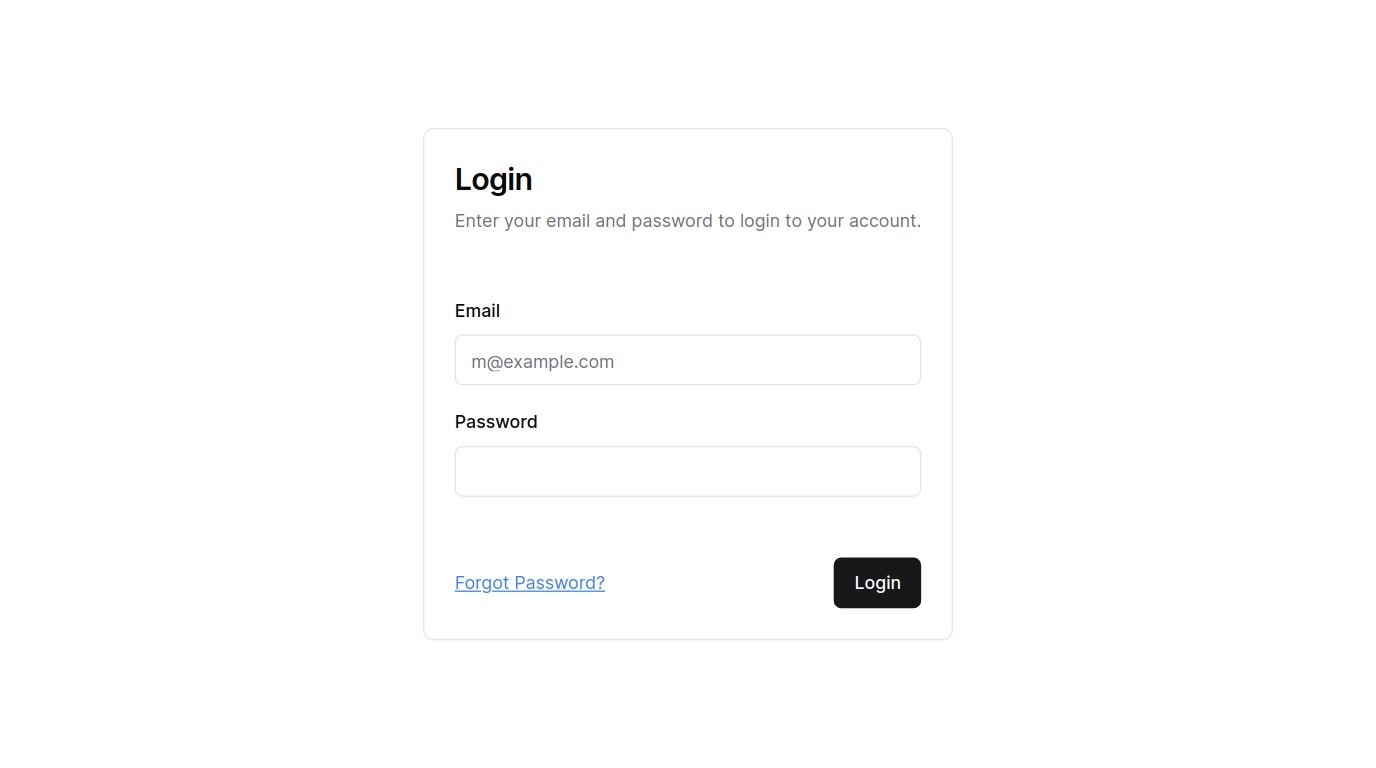 Login
Enter your email and password to login to your account.
Email
m@example.com
Password
Forgot Password?
Login